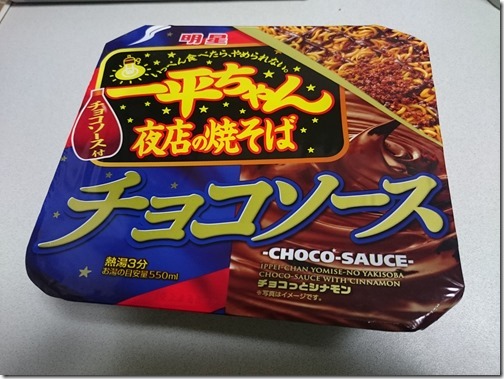 明星
いっぺん食べたら、やめられない。
一平ちゃん
夜店の焼そば
チョコソース付
チョコソース
熱湯3分
お湯の目安量550ml
-CHOCO-SAUCE-
IPPEI-CHAN YOMISE-NO YAKISOBA
CHOCO-SAUCE WITH CINNAMON
チョコっとシナモン
※写真はイメージです。